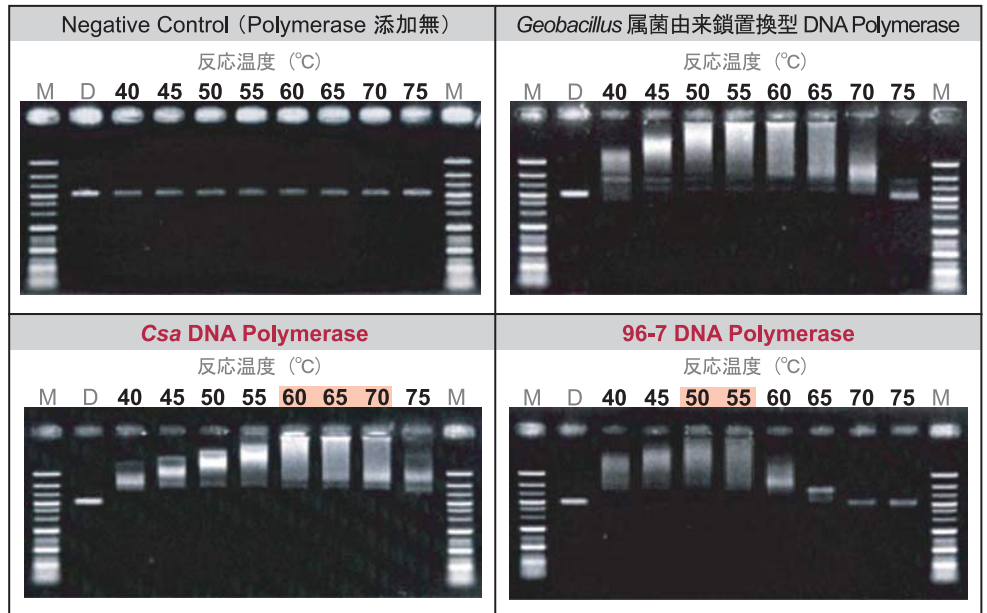 Negative Control（Polymerase 添加無）
反応温度（℃）
M D 40 45 50 55 60 65 70 75 M
Geobacillus 属菌由来鎖置換型 DNA Polymerase
反応温度（℃）
M D 40 45 50 55 60 65 70 75 M
Csa DNA Polymerase
反応温度（℃）
M D 40 45 50 55 60 65 70 75 M
96-7 DNA Polymerase
反応温度（℃）
M D 40 45 50 55 60 65 70 75 M